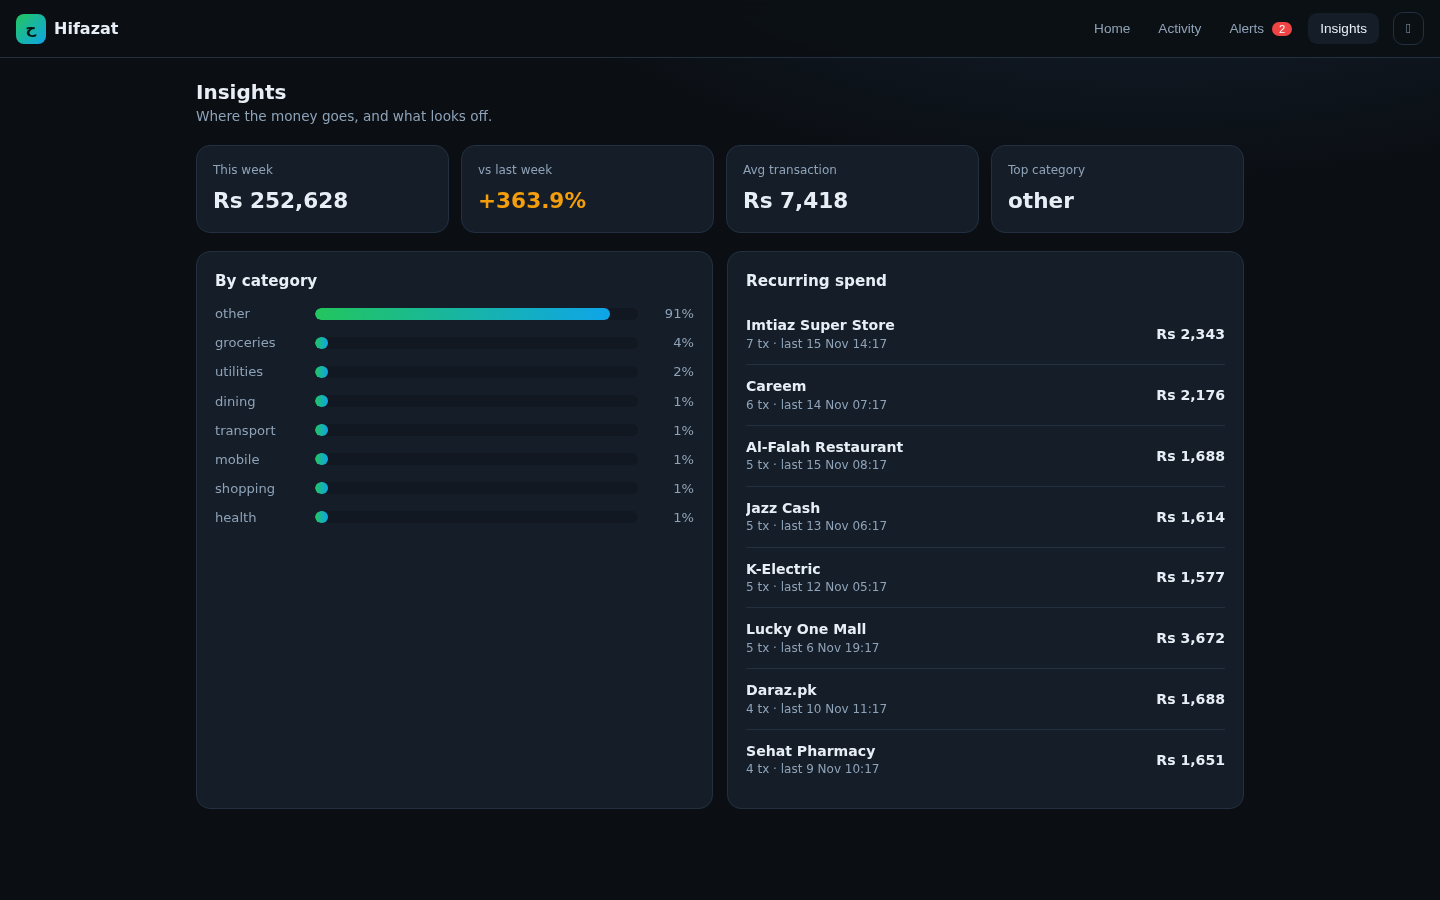 ح Hifazat
Home Activity Alerts 2 Insights
Insights
Where the money goes, and what looks off.
This week
Rs 252,628
vs last week
+363.9%
Avg transaction
Rs 7,418
Top category
other
By category
other 91%
groceries 4%
utilities 2%
dining 1%
transport 1%
mobile 1%
shopping 1%
health 1%
Recurring spend
Imtiaz Super Store
7 tx · last 15 Nov 14:17
Rs 2,343
Careem
6 tx · last 14 Nov 07:17
Rs 2,176
Al-Falah Restaurant
5 tx · last 15 Nov 08:17
Rs 1,688
Jazz Cash
5 tx · last 13 Nov 06:17
Rs 1,614
K-Electric
5 tx · last 12 Nov 05:17
Rs 1,577
Lucky One Mall
5 tx · last 6 Nov 19:17
Rs 3,672
Daraz.pk
4 tx · last 10 Nov 11:17
Rs 1,688
Sehat Pharmacy
4 tx · last 9 Nov 10:17
Rs 1,651